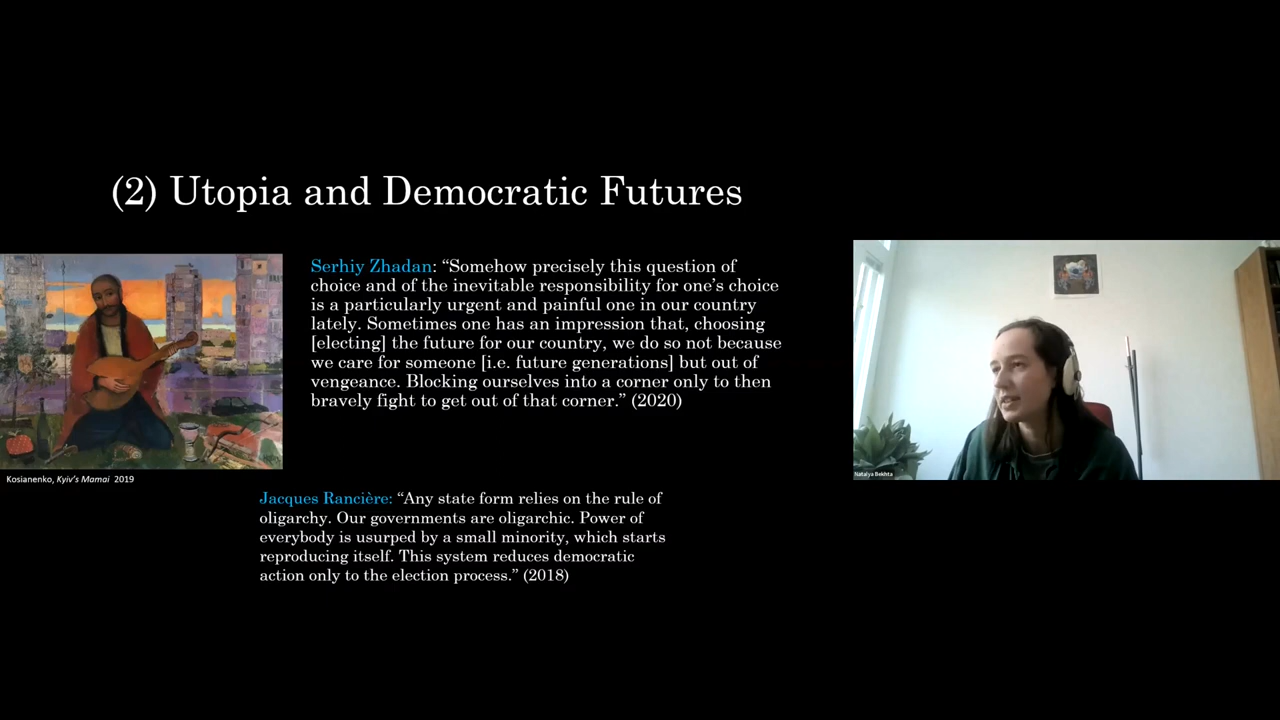 (2) Utopia and Democratic Futures
Serhiy Zhadan: “Somehow precisely this question of
choice and of the inevitable responsibility for one’s choice
is a particularly urgent and painful one in our country
lately. Sometimes one has an impression that, choosing
[electing] the future for our country, we do so not because
we care for someone [i.e. future generations] but out of
vengeance. Blocking ourselves into a corner only to then
bravely fight to get out of that corner.” (2020)
Kosianenko, Kyiv’s Mamai 2019
Natalya Bekhta
Jacques Rancière: “Any state form relies on the rule of
oligarchy. Our governments are oligarchic. Power of
everybody is usurped by a small minority, which starts
reproducing itself. This system reduces democratic
action only to the election process.” (2018)